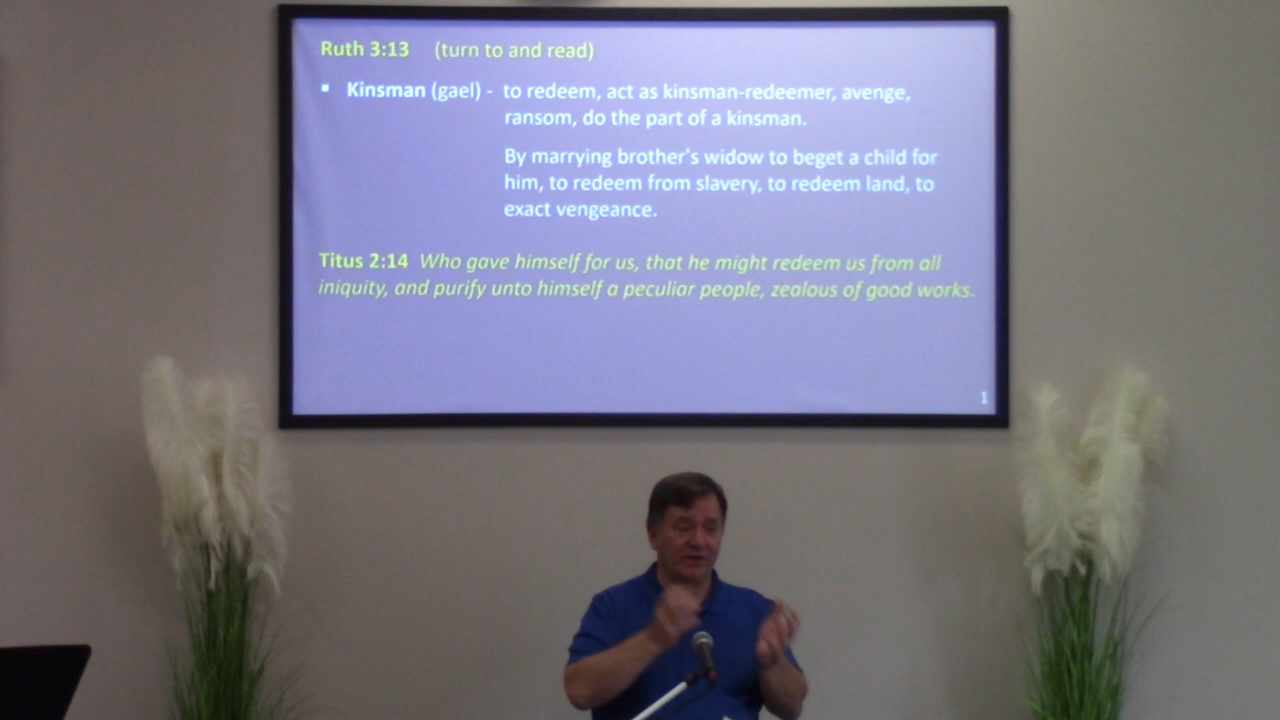 Ruth 3:13 (turn to and read)
▪ Kinsman (gael) - to redeem, act as kinsman-redeemer, avenge,
ransom, do the part of a kinsman.
By marrying brother's widow to beget a child for
him, to redeem from slavery, to redeem land, to
exact vengeance.
Titus 2:14 Who gave himself for us, that he might redeem us from all
iniquity, and purify unto himself a peculiar people, zealous of good works.
1